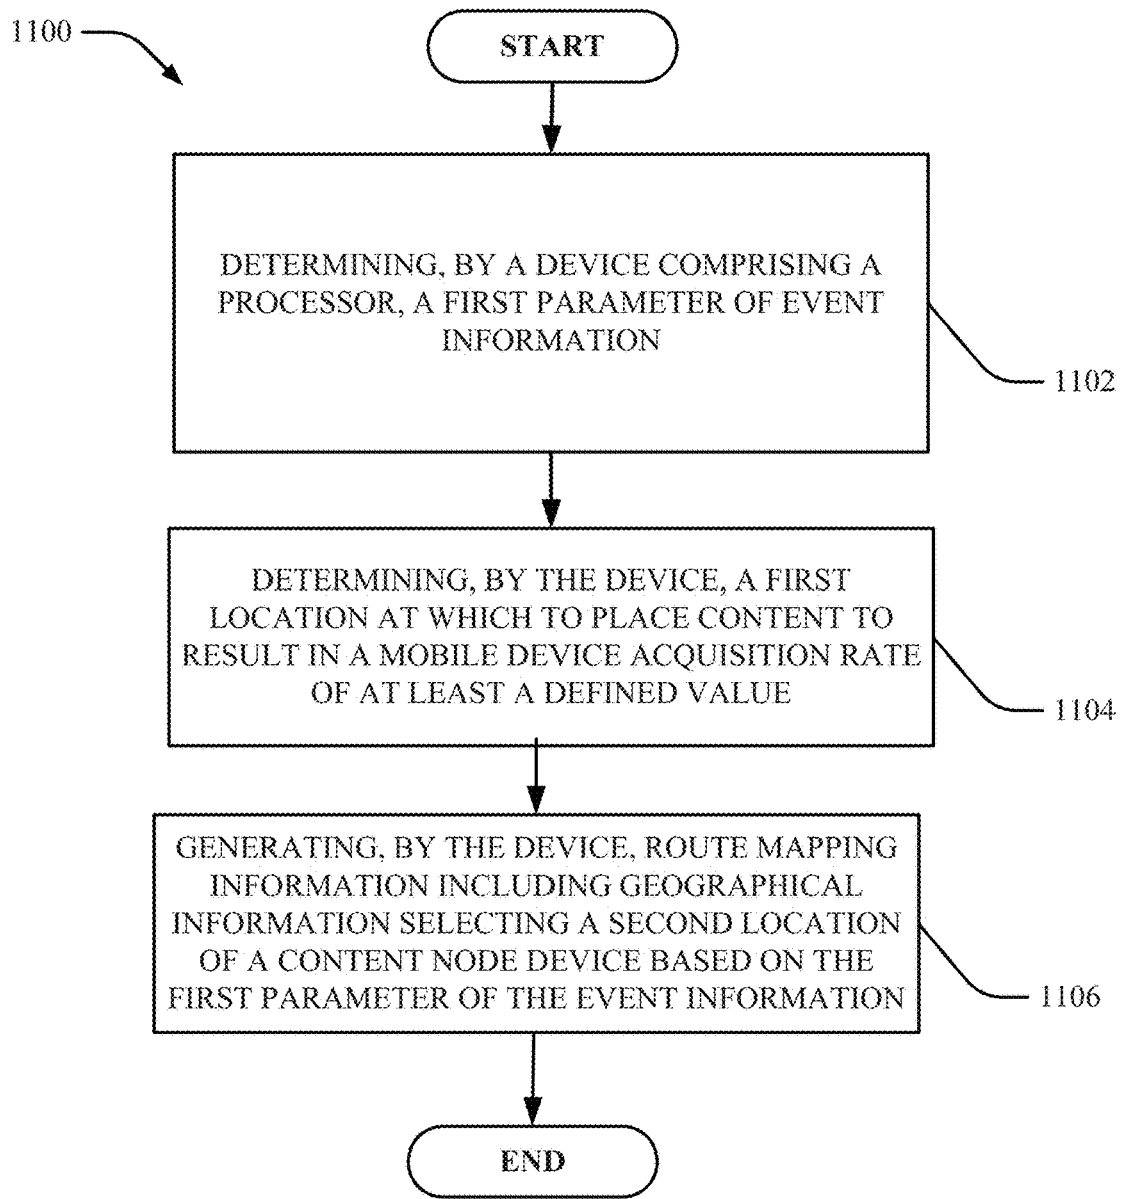 1100
START
DETERMINING, BY A DEVICE COMPRISING A
PROCESSOR, A FIRST PARAMETER OF EVENT
INFORMATION
1102
DETERMINING, BY THE DEVICE, A FIRST
LOCATION AT WHICH TO PLACE CONTENT TO
RESULT IN A MOBILE DEVICE ACQUISITION RATE
OF AT LEAST A DEFINED VALUE
1104
GENERATING, BY THE DEVICE, ROUTE MAPPING
INFORMATION INCLUDING GEOGRAPHICAL
INFORMATION SELECTING A SECOND LOCATION
OF A CONTENT NODE DEVICE BASED ON THE
FIRST PARAMETER OF THE EVENT INFORMATION
1106
END